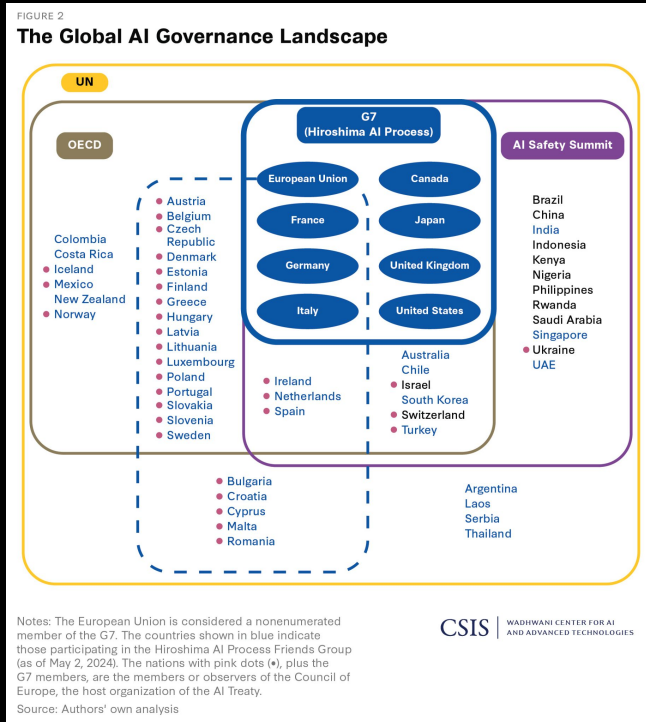 FIGURE 2
The Global AI Governance Landscape
UN
OECD
G7
(Hiroshima AI Process)
AI Safety Summit
European Union
Canada
France
Japan
Germany
United Kingdom
Italy
United States
Colombia
Costa Rica
• Iceland
• Mexico
New Zealand
• Norway
• Austria
• Belgium
• Czech
Republic
• Denmark
• Estonia
• Finland
• Greece
• Hungary
• Latvia
• Lithuania
• Luxembourg
• Poland
• Portugal
• Slovakia
• Slovenia
• Sweden
• Ireland
• Netherlands
• Spain
Australia
Chile
• Israel
South Korea
• Switzerland
• Turkey
Brazil
China
India
Indonesia
Kenya
Nigeria
Philippines
Rwanda
Saudi Arabia
Singapore
• Ukraine
UAE
• Bulgaria
• Croatia
• Cyprus
• Malta
• Romania
Argentina
Laos
Serbia
Thailand
Notes: The European Union is considered a nonenumerated
member of the G7. The countries shown in blue indicate
those participating in the Hiroshima AI Process Friends Group
(as of May 2, 2024). The nations with pink dots (•), plus the
G7 members, are the members or observers of the Council of
Europe, the host organization of the AI Treaty.
Source: Authors' own analysis
CSIS
WADHWANI CENTER FOR AI
AND ADVANCED TECHNOLOGIES